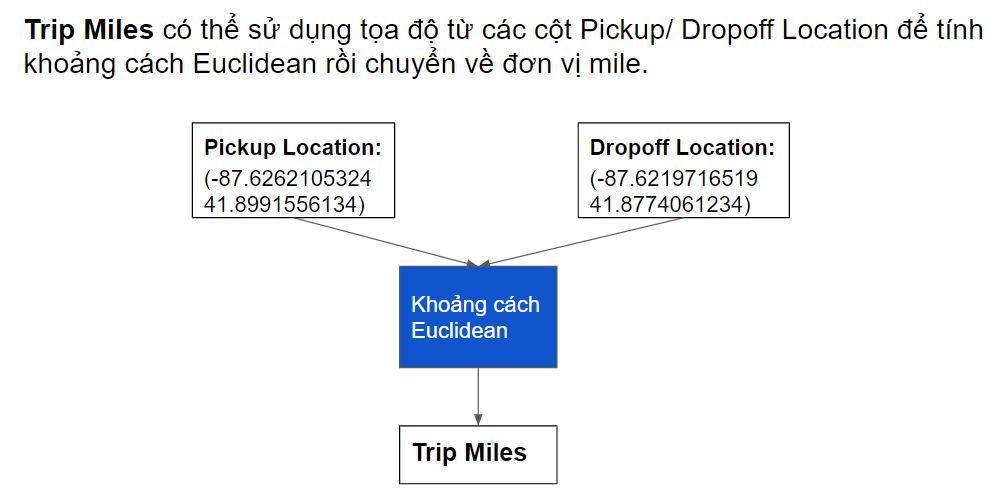 Trip Miles có thể sử dụng tọa độ từ các cột Pickup/ Dropoff Location để tính
khoảng cách Euclidean rồi chuyển về đơn vị mile.
Pickup Location:
(-87.6262105324
41.8991556134)
Dropoff Location:
(-87.6219716519
41.8774061234)
Khoảng cách
Euclidean
Trip Miles